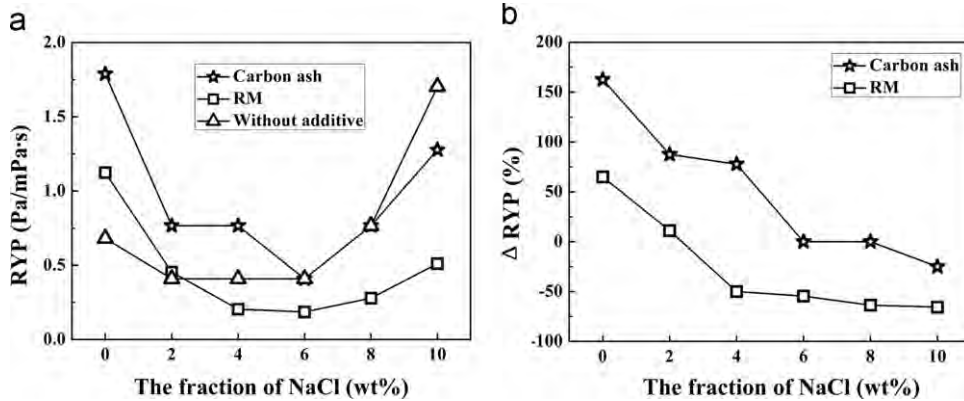 a
RYP (Pa/mPa·s)
2.0
1.5
1.0
0.5
0.0
Carbon ash
RM
Without additive
0 2 4 6 8 10
The fraction of NaCl (wt%)
b
Δ RYP (%)
200
150
100
50
0
-50
-100
Carbon ash
RM
0 2 4 6 8 10
The fraction of NaCl (wt%)